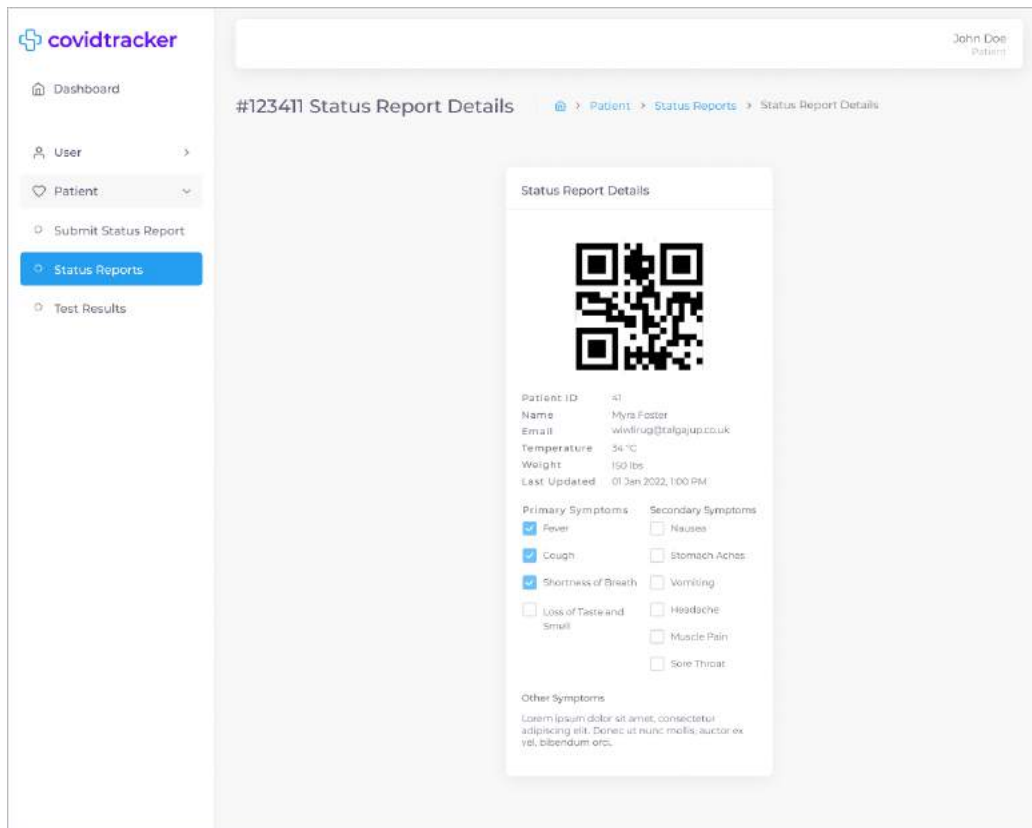 covidtracker
John Doe
Patient
Dashboard
#123411 Status Report Details
Patient > Status Reports > Status Report Details
User
Patient
Submit Status Report
Status Reports
Test Results
Status Report Details
Patient ID 41
Name Myra Foster
Email wiwlirug@talgajup.co.uk
Temperature 34 °C
Weight 150 lbs
Last Updated 01 Jan 2022, 1:00 PM
Primary Symptoms Secondary Symptoms
Fever Nausea
Cough Stomach Aches
Shortness of Breath Vomiting
Loss of Taste and Headache
Smell
Muscle Pain
Sore Throat
Other Symptoms
Lorem ipsum dolor sit amet, consectetur
adipiscing elit. Donec ut nunc mollis, auctor ex
vel, bibendum orci.